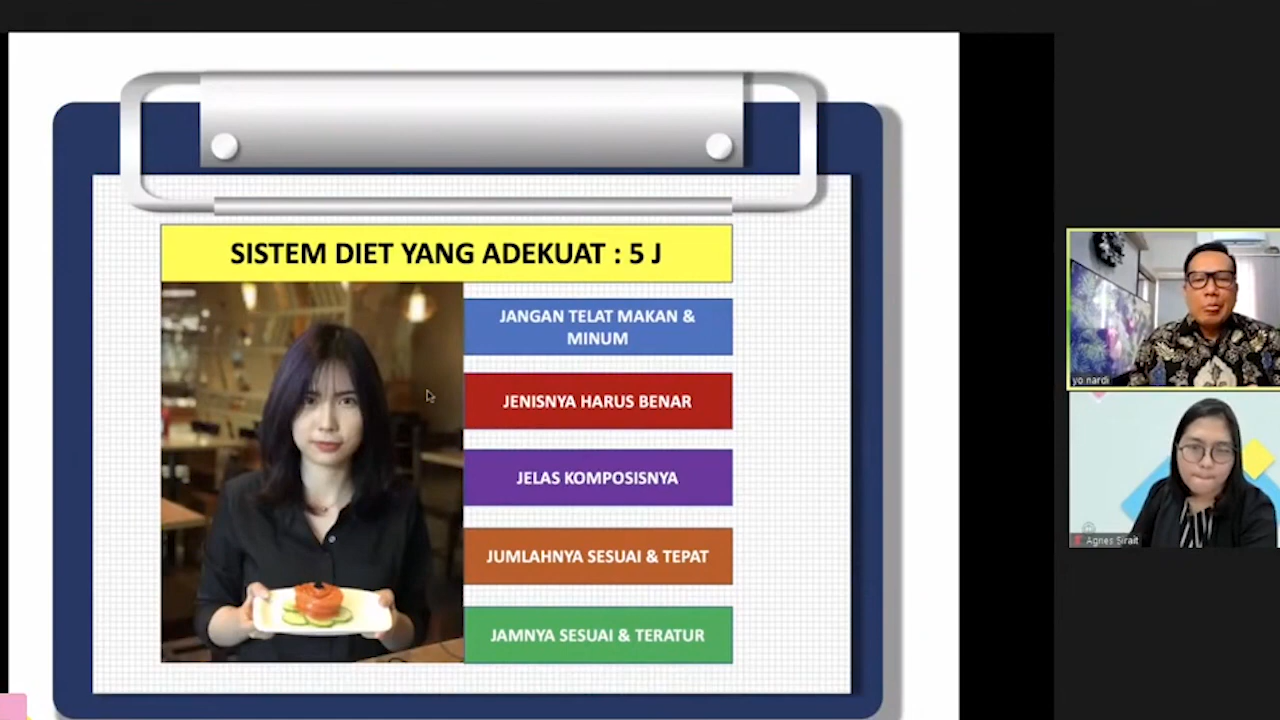 SISTEM DIET YANG ADEKUAT : 5 J
JANGAN TELAT MAKAN &
MINUM
JENISNYA HARUS BENAR
JELAS KOMPOSISNYA
JUMLAHNYA SESUAI & TEPAT
JAMNYA SESUAI & TERATUR
yo nardi
Agnes Sirait